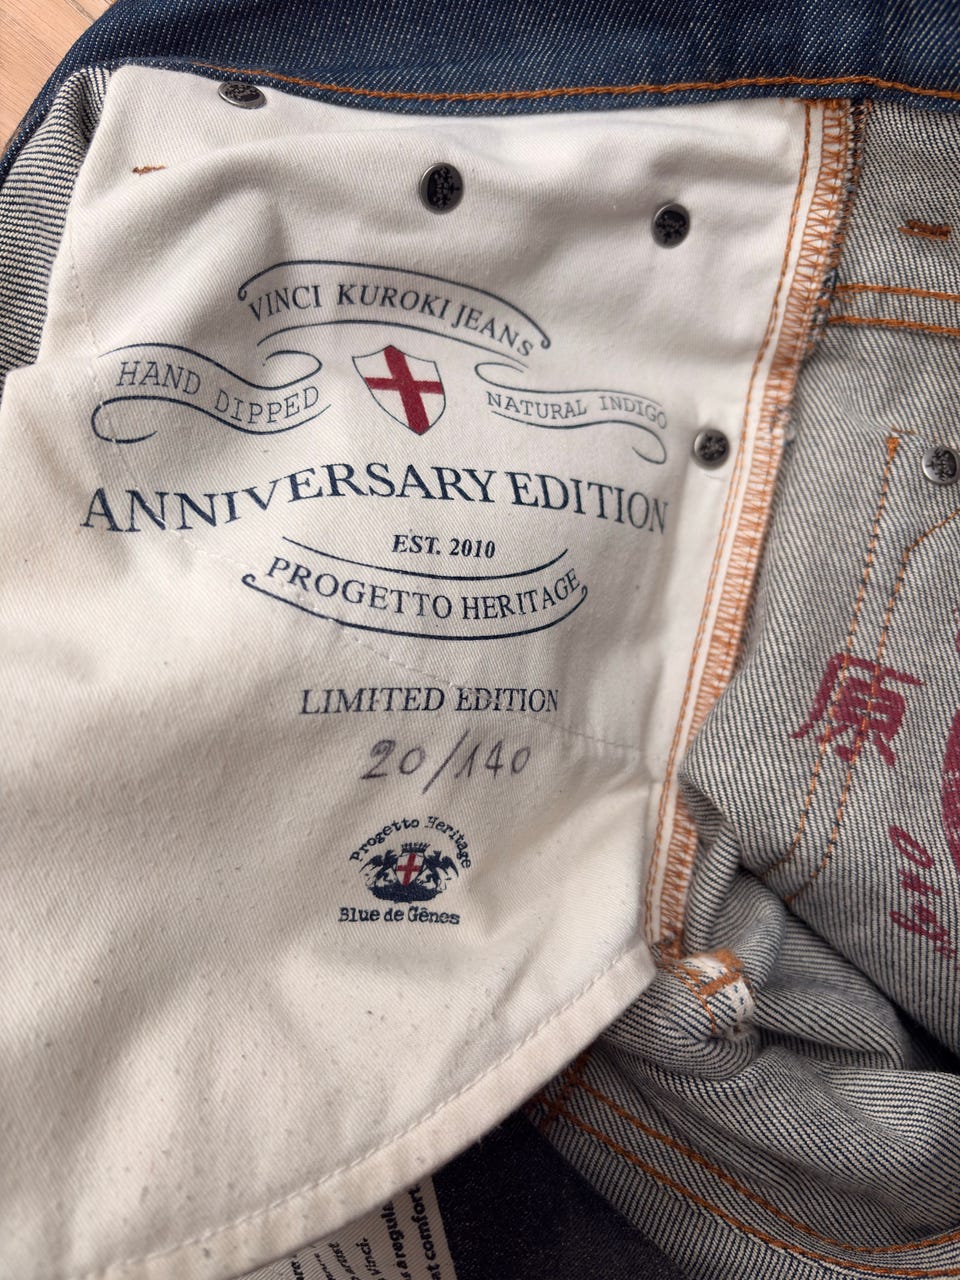 VINCI KUROKI JEANS
HAND DIPPED
NATURAL INDIGO
ANNIVERSARY EDITION
EST. 2010
PROGETTO HERITAGE
LIMITED EDITION
20/140
Progetto Heritage
Blue de Gênes
原